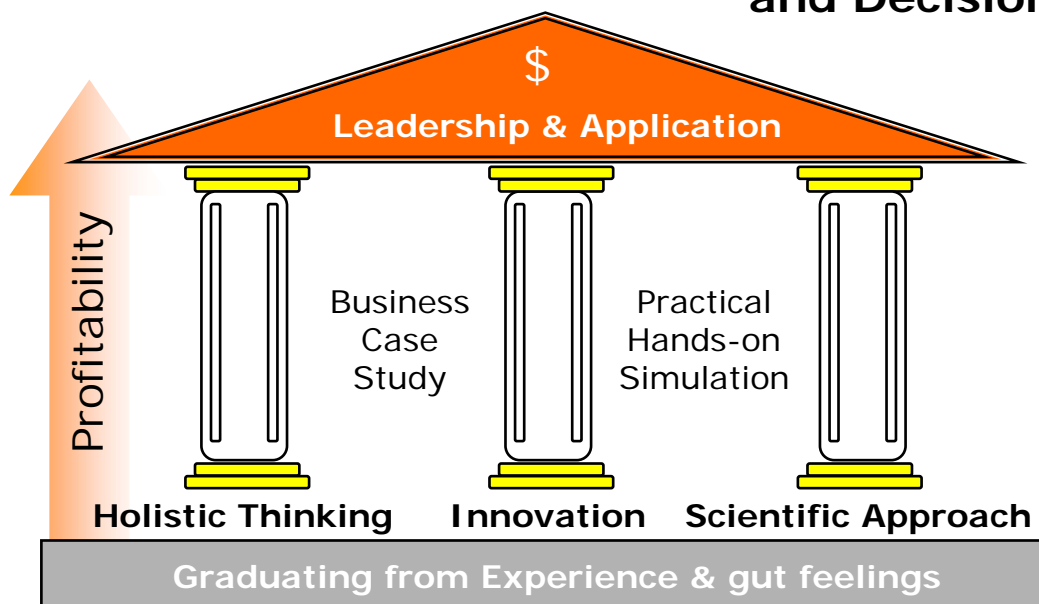 and Decision
$
Leadership & Application
Profitability
Business
Case
Study
Practical
Hands-on
Simulation
Holistic Thinking
Innovation
Scientific Approach
Graduating from Experience & gut feelings